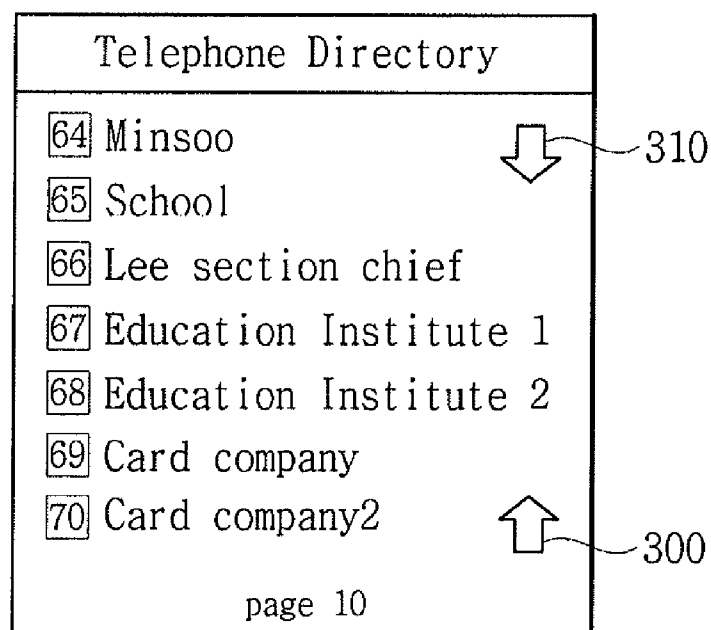 Telephone Directory
64 Minsoo
310
65 School
66 Lee section chief
67 Education Institute 1
68 Education Institute 2
69 Card company
70 Card company2
300
page 10